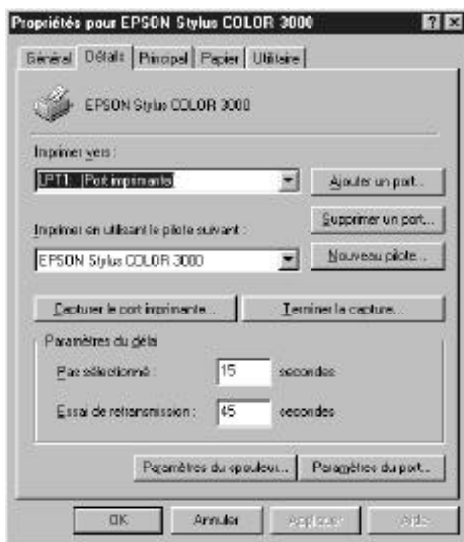 Propriétés pour EPSON Stylus COLOR 3000
Général Détails Principal Papier Utilitaire
EPSON Stylus COLOR 3000
Imprimer vers :
LPT1: (Port imprimante) Ajouter un port...
Supprimer un port...
Imprimer en utilisant le pilote suivant :
EPSON Stylus COLOR 3000 Nouveau pilote...
Capturer le port imprimante... Terminer la capture...
Paramètres du délai
Pas sélectionné : 15 secondes
Essai de retransmission : 45 secondes
Paramètres du spouleur... Paramètres du port...
OK Annuler Appliquer Aide